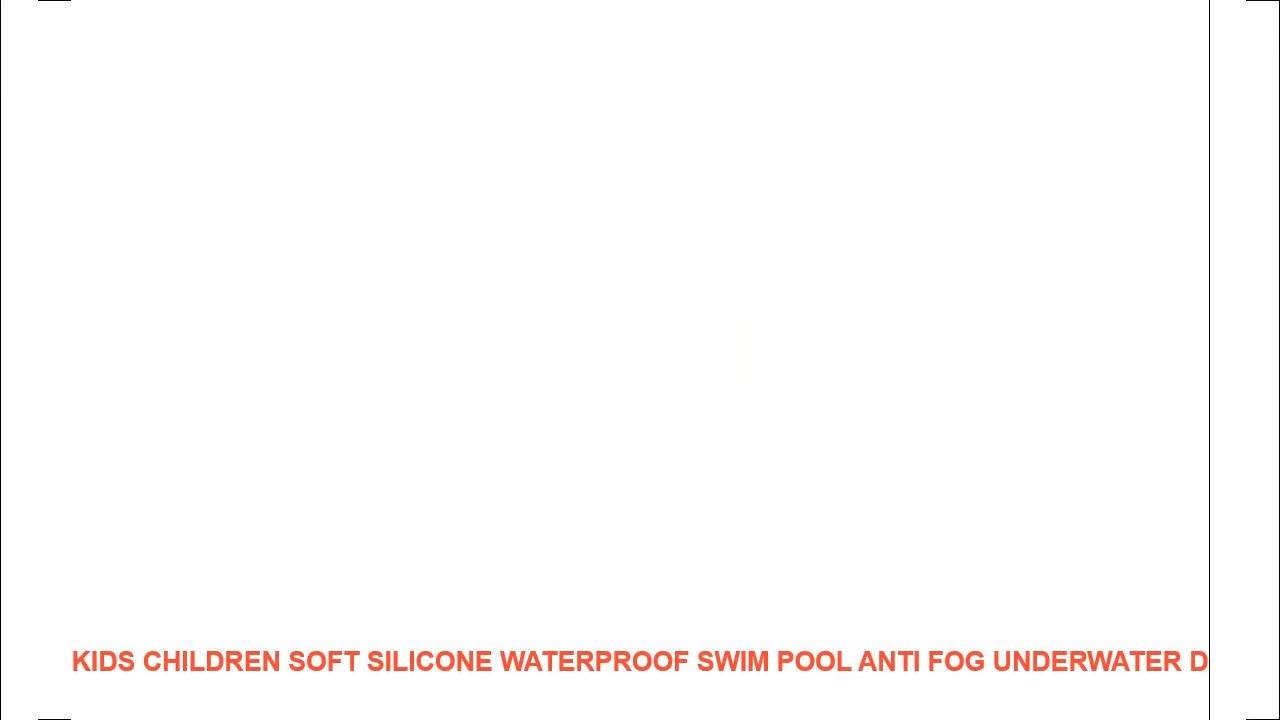 KIDS CHILDREN SOFT SILICONE WATERPROOF SWIM POOL ANTI FOG UNDERWATER D